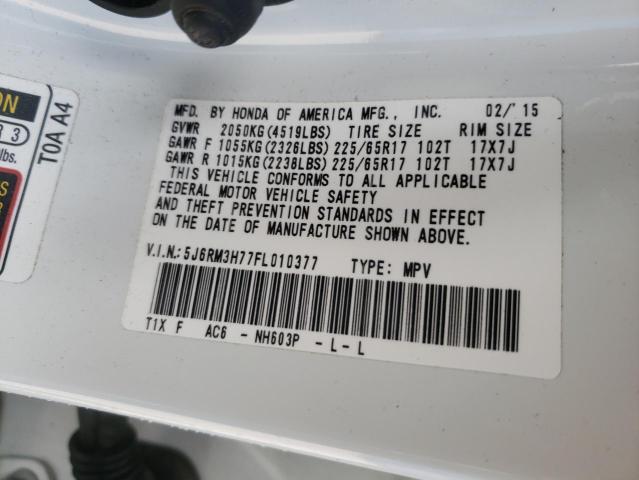 MFD. BY HONDA OF AMERICA MFG., INC. 02/'15
GVWR 2050KG(4519LBS) TIRE SIZE RIM SIZE
GAWR F 1055KG(2326LBS) 225/65R17 102T 17X7J
GAWR R 1015KG(2238LBS) 225/65R17 102T 17X7J
THIS VEHICLE CONFORMS TO ALL APPLICABLE
FEDERAL MOTOR VEHICLE SAFETY
AND THEFT PREVENTION STANDARDS IN EFFECT
ON THE DATE OF MANUFACTURE SHOWN ABOVE.
V.I.N.: 5J6RM3H77FL010377 TYPE: MPV
T1X F AC6 - NH603P - L - L
ON
R 3
lbs.
T0A A4
S